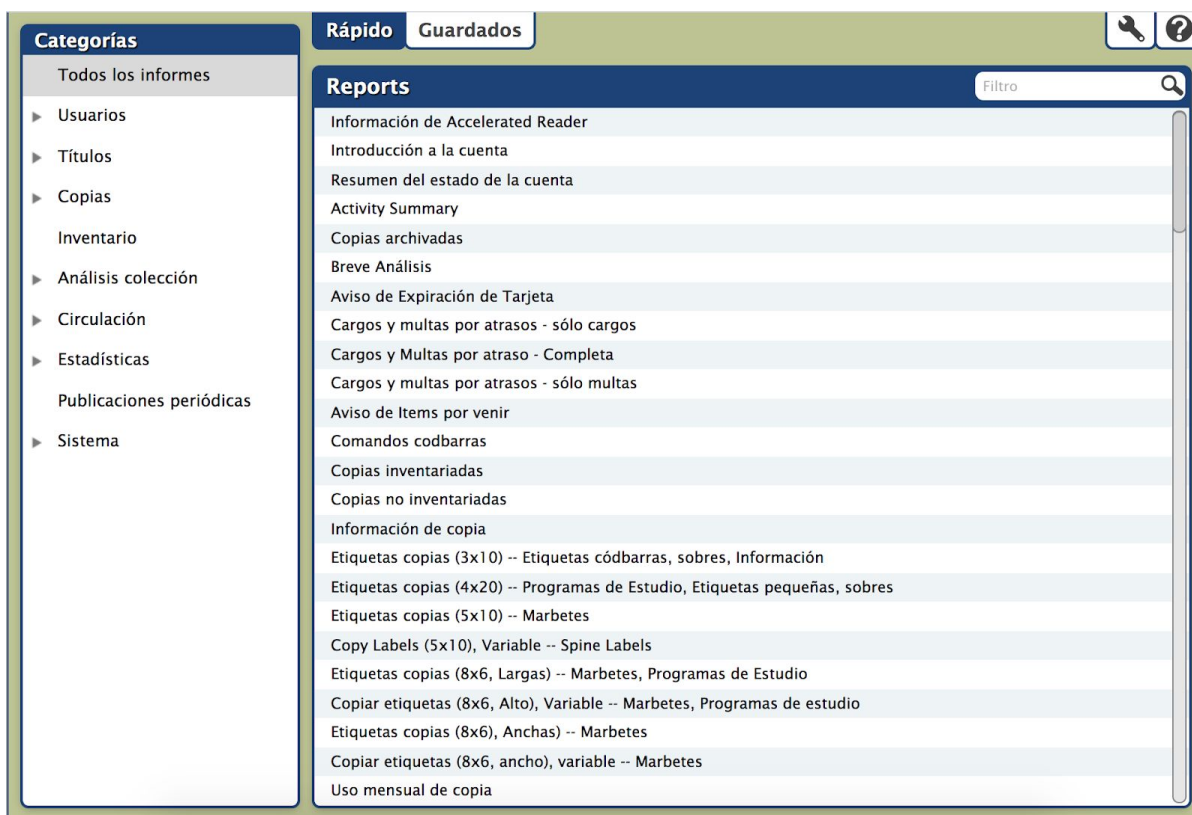 Categorías
Todos los informes
Usuarios
Títulos
Copias
Inventario
Análisis colección
Circulación
Estadísticas
Publicaciones periódicas
Sistema
Rápido
Guardados
Reports
Filtro
Información de Accelerated Reader
Introducción a la cuenta
Resumen del estado de la cuenta
Activity Summary
Copias archivadas
Breve Análisis
Aviso de Expiración de Tarjeta
Cargos y multas por atrasos - sólo cargos
Cargos y Multas por atraso - Completa
Cargos y multas por atrasos - sólo multas
Aviso de Items por venir
Comandos codbarras
Copias inventariadas
Copias no inventariadas
Información de copia
Etiquetas copias (3x10) -- Etiquetas códbarras, sobres, Información
Etiquetas copias (4x20) -- Programas de Estudio, Etiquetas pequeñas, sobres
Etiquetas copias (5x10) -- Marbetes
Copy Labels (5x10), Variable -- Spine Labels
Etiquetas copias (8x6, Largas) -- Marbetes, Programas de Estudio
Copiar etiquetas (8x6, Alto), Variable -- Marbetes, Programas de estudio
Etiquetas copias (8x6), Anchas) -- Marbetes
Copiar etiquetas (8x6, ancho), variable -- Marbetes
Uso mensual de copia